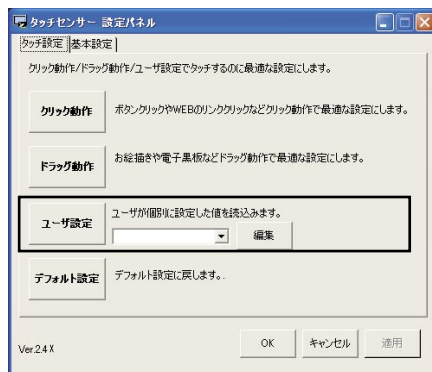 タッチセンサー 設定パネル
タッチ設定 基本設定
クリック動作/ドラッグ動作/ユーザ設定でタッチするのに最適な設定にします。
クリック動作 ボタンクリックやWEBのリンククリックなどクリック動作で最適な設定にします。
ドラッグ動作 お絵描きや電子黒板などドラッグ動作で最適な設定にします。
ユーザ設定 ユーザが個別に設定した値を読込みます。
編集
デフォルト設定 デフォルト設定に戻します。.
Ver.2.4 X OK キャンセル 適用